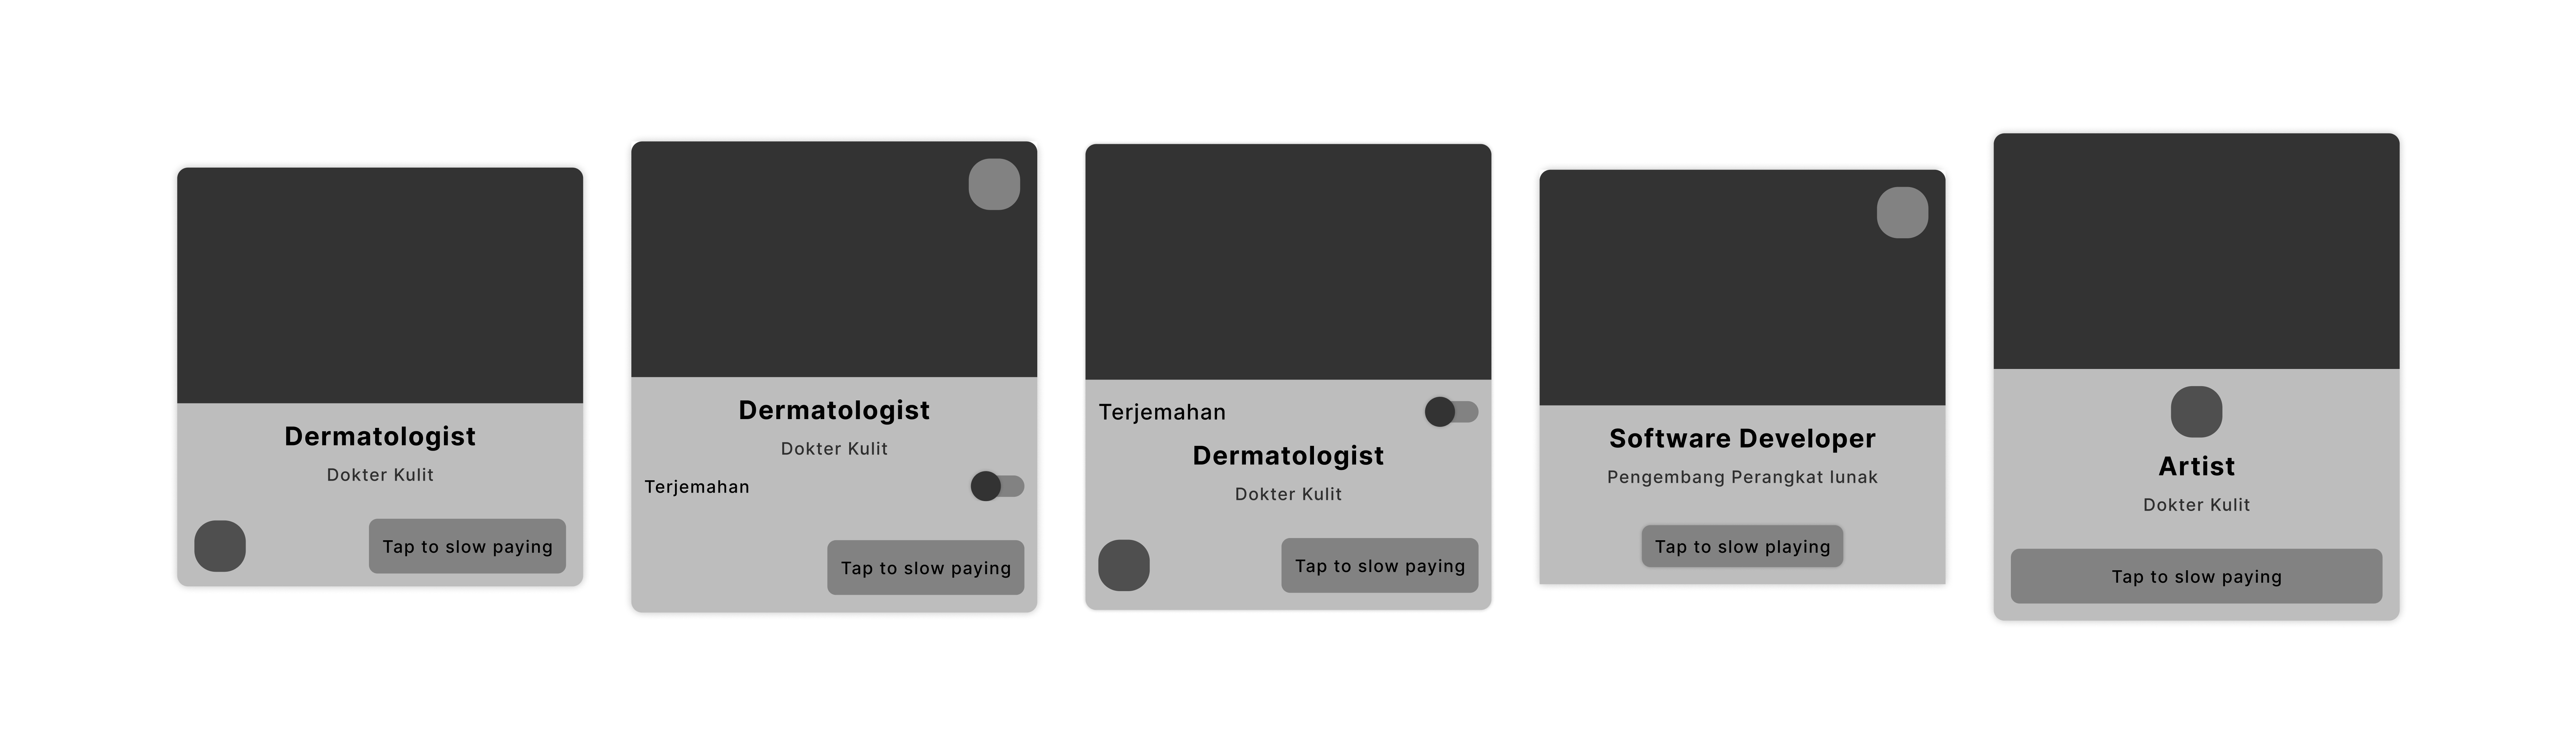 Dermatologist
Dokter Kulit
Tap to slow paying
Dermatologist
Dokter Kulit
Terjemahan
Tap to slow paying
Terjemahan
Dermatologist
Dokter Kulit
Tap to slow paying
Software Developer
Pengembang Perangkat lunak
Tap to slow playing
Artist
Dokter Kulit
Tap to slow paying